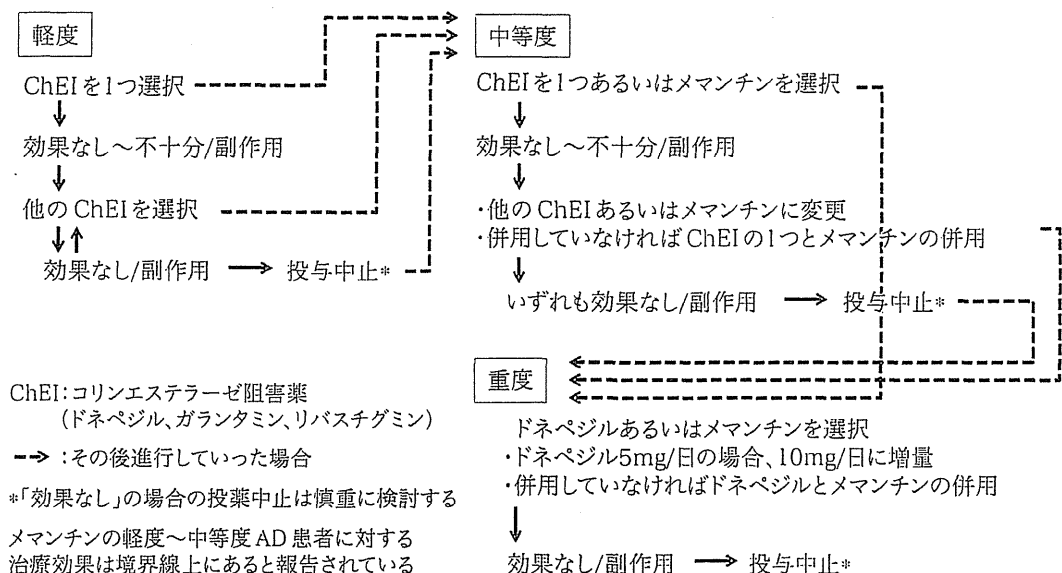 軽度
ChEIを1つ選択
効果なし～不十分/副作用
他のChEIを選択
効果なし/副作用
投与中止*
中等度
ChEIを1つあるいはメマンチンを選択
効果なし～不十分/副作用
・他のChEIあるいはメマンチンに変更
・併用していなければChEIの1つとメマンチンの併用
いずれも効果なし/副作用
投与中止*
重度
ドネペジルあるいはメマンチンを選択
・ドネペジル5mg/日の場合、10mg/日に増量
・併用していなければドネペジルとメマンチンの併用
効果なし/副作用
投与中止*
ChEI：コリンエステラーゼ阻害薬
（ドネペジル、ガランタミン、リバスチグミン）
：その後進行していった場合
*「効果なし」の場合の投薬中止は慎重に検討する
メマンチンの軽度～中等度AD患者に対する
治療効果は境界線上にあると報告されている